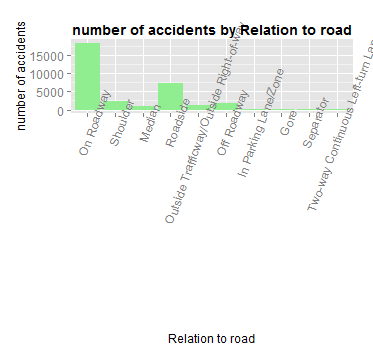 number of accidents by Relation to road
number of accidents
15000
10000
5000
0
On Roadway
Shoulder
Median
Roadside
Outside Trafficway/Outside Right-of-way
Off Roadway
In Parking Lane/Zone
Gore
Separator
Two-way Continuous Left-turn Lan
Relation to road